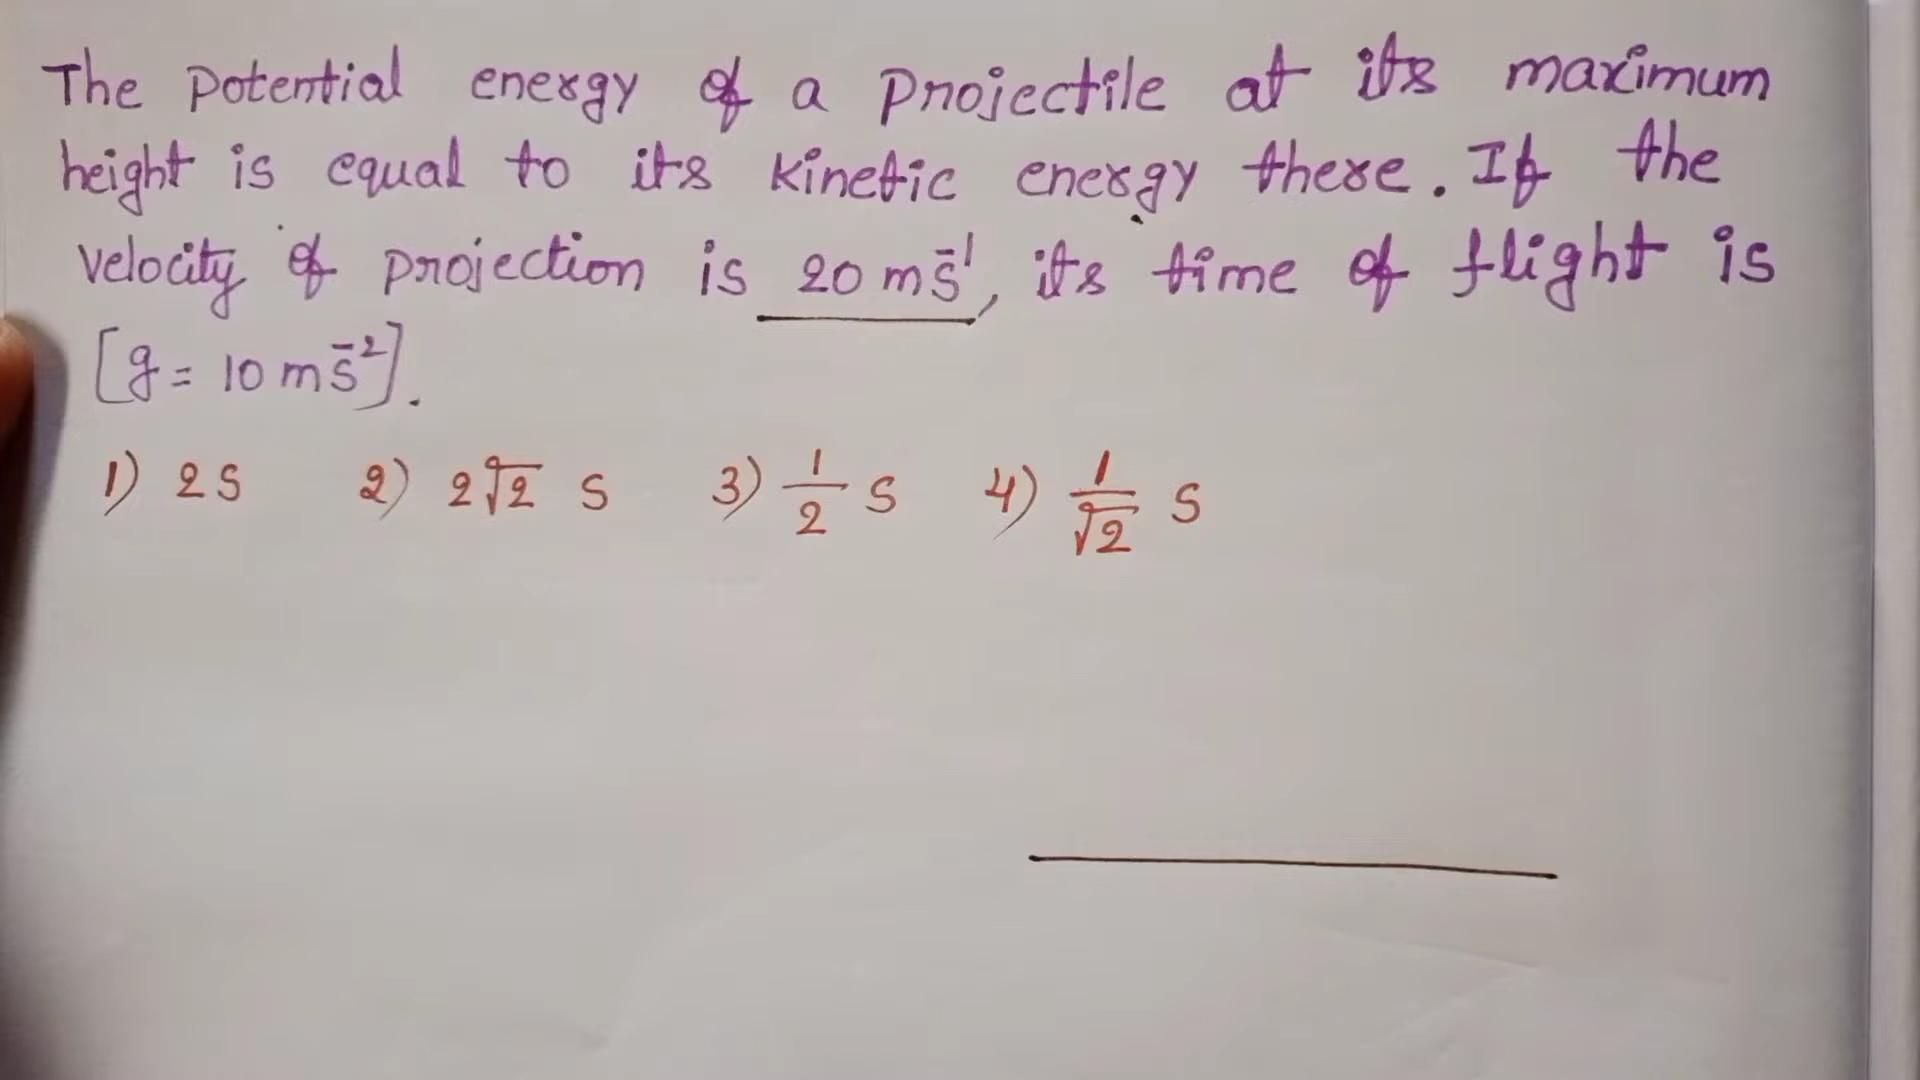 The Potential energy of a Projectile at its maximum
height is equal to its kinetic energy there. If the
velocity of projection is 20 m s⁻¹, its time of flight is
[g = 10 m s⁻²].
1) 2 S 2) 2√2 S 3) 1/2 S 4) 1/√2 S